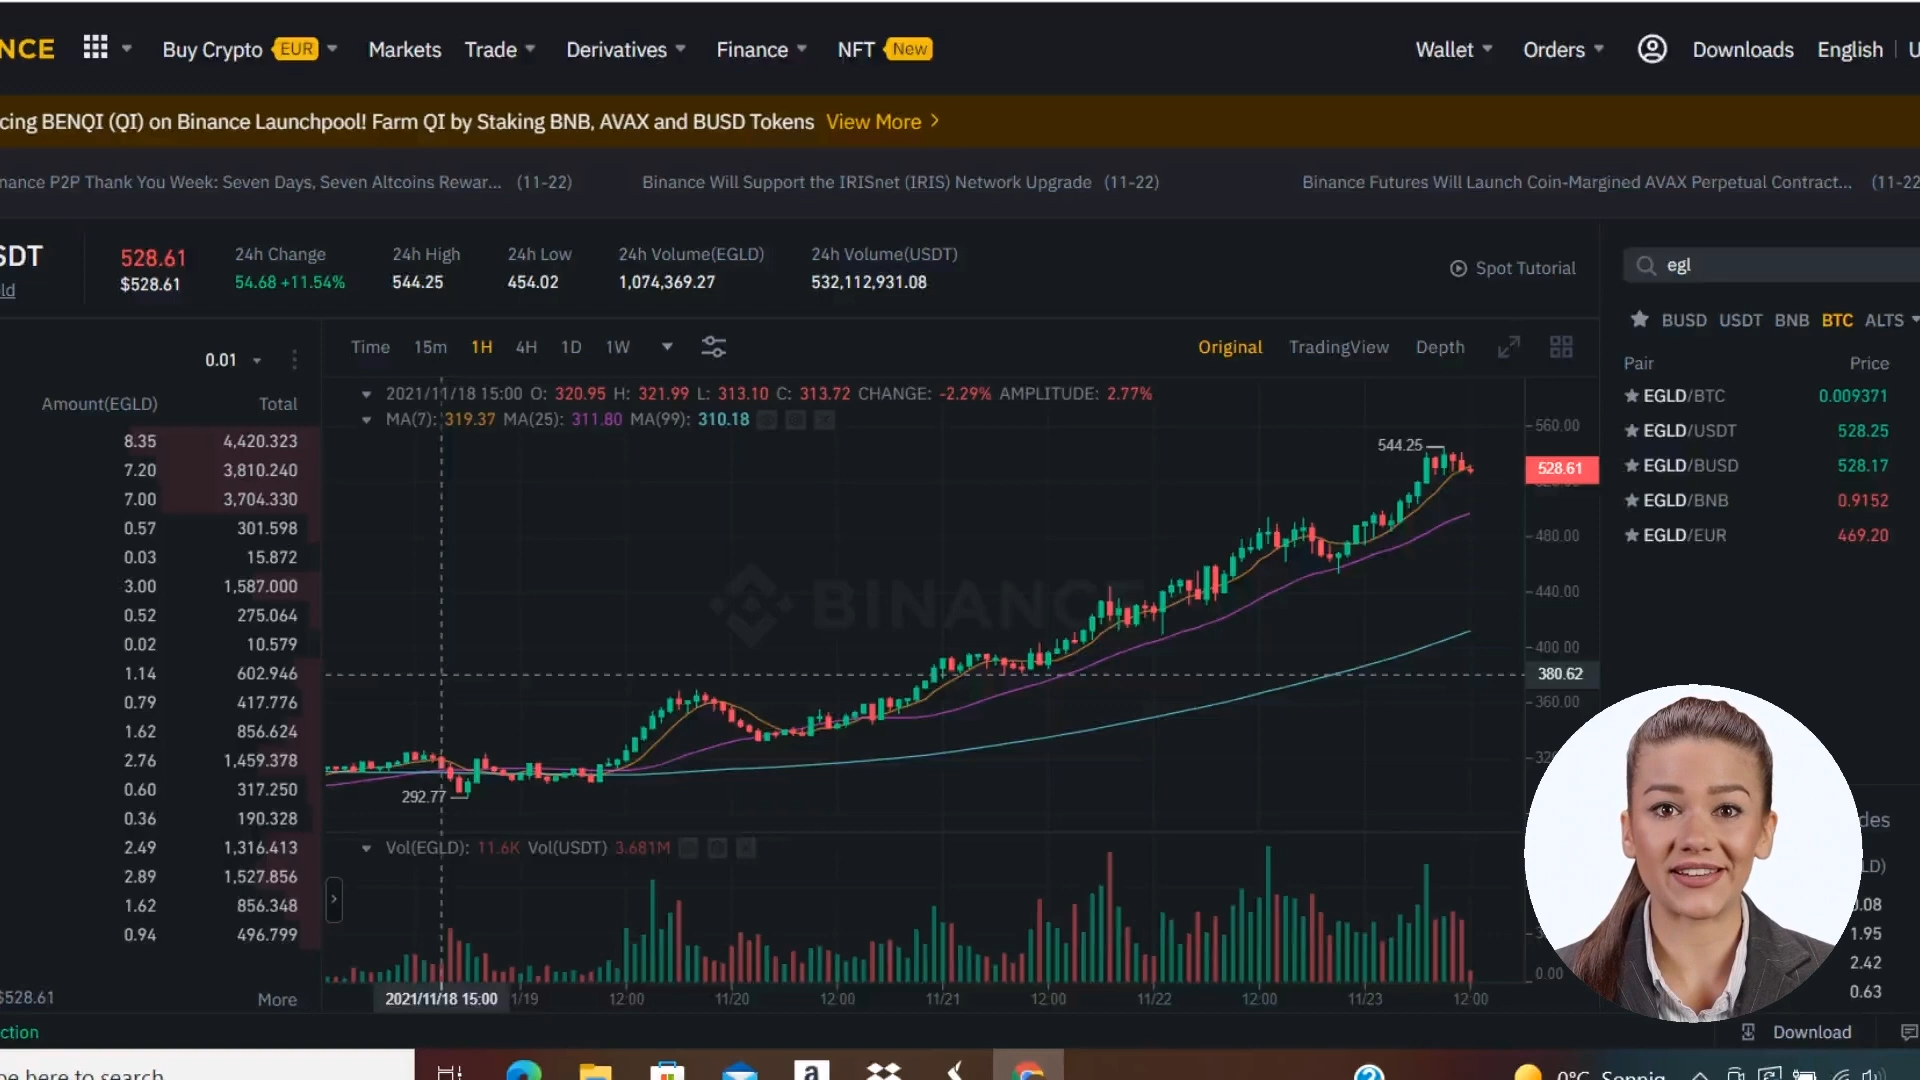 NCE
Buy Crypto EUR Markets Trade Derivatives Finance NFT New Wallet Orders Downloads English
cing BENQI (QI) on Binance Launchpool! Farm QI by Staking BNB, AVAX and BUSD Tokens View More
nance P2P Thank You Week: Seven Days, Seven Altcoins Rewar... (11-22) Binance Will Support the IRISnet (IRIS) Network Upgrade (11-22) Binance Futures Will Launch Coin-Margined AVAX Perpetual Contract... (11-22
SDT
ld
528.61
$528.61
24h Change
54.68 +11.54%
24h High
544.25
24h Low
454.02
24h Volume(EGLD)
1,074,369.27
24h Volume(USDT)
532,112,931.08
Spot Tutorial
egl
BUSD USDT BNB BTC ALTS
Pair Price
EGLD/BTC 0.009371
EGLD/USDT 528.25
EGLD/BUSD 528.17
EGLD/BNB 0.9152
EGLD/EUR 469.20
0.01
Amount(EGLD) Total
8.35 4,420.323
7.20 3,810.240
7.00 3,704.330
0.57 301.598
0.03 15.872
3.00 1,587.000
0.52 275.064
0.02 10.579
1.14 602.946
0.79 417.776
1.62 856.624
2.76 1,459.378
0.60 317.250
0.36 190.328
2.49 1,316.413
2.89 1,527.856
1.62 856.348
0.94 496.799
$528.61 More
ction
Time 15m 1H 4H 1D 1W Original TradingView Depth
2021/11/18 15:00 O: 320.95 H: 321.99 L: 313.10 C: 313.72 CHANGE: -2.29% AMPLITUDE: 2.77%
MA(7): 319.37 MA(25): 311.80 MA(99): 310.18
560.00
544.25
528.61
480.00
440.00
BINANC
400.00
380.62
360.00
292.77
Vol(EGLD): 11.6K Vol(USDT) 3.681M
0.00
2021/11/18 15:00 1/19 12:00 11/20 12:00 11/21 12:00 11/22 12:00 11/23 12:00
des
LD)
.08
1.95
2.42
0.63
Download
pe here to search
0°C Sonnig